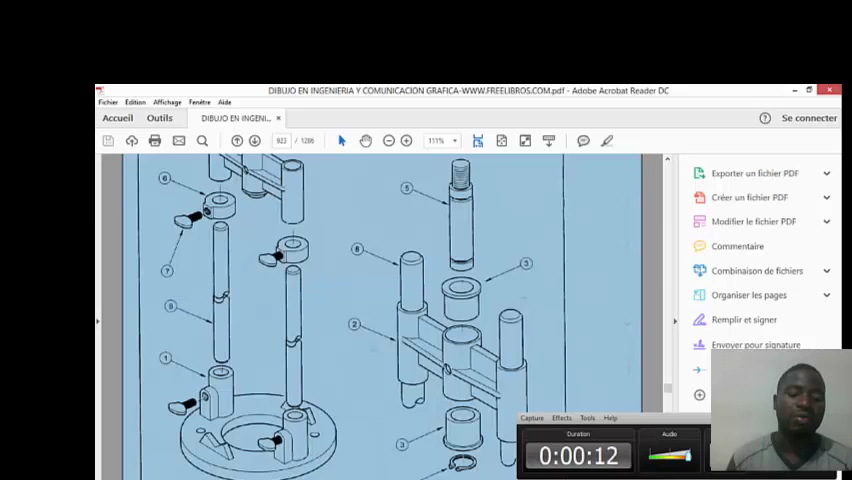 DIBUJO EN INGENIERIA Y COMUNICACION GRAFICA-WWW.FREELIBROS.COM.pdf - Adobe Acrobat Reader DC
Fichier Edition Affichage Fenêtre Aide
Accueil Outils DIBUJO EN INGENI... × Se connecter
923 / 1286 111%
Exporter un fichier PDF
Créer un fichier PDF
Modifier le fichier PDF
Commentaire
Combinaison de fichiers
Organiser les pages
Remplir et signer
Envoyer pour signature
6
5
7
8
3
2
1
3
Capture Effects Tools Help
Duration Audio
0:00:12